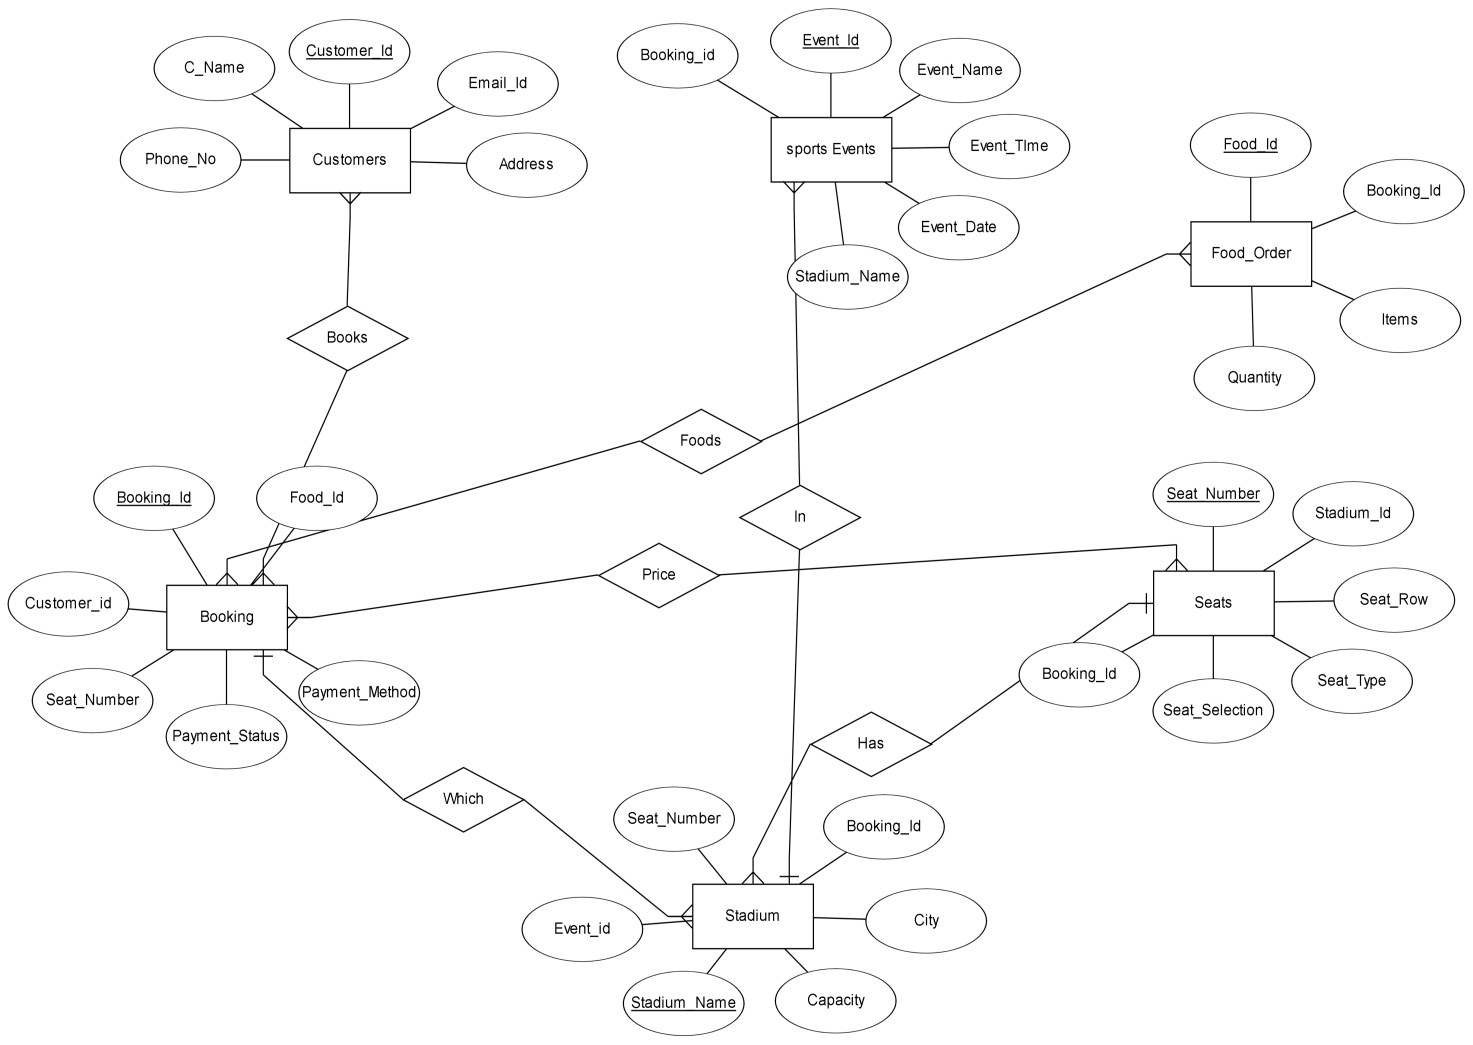 Customer_Id
C_Name
Email_Id
Phone_No
Customers
Address
Booking_id
Event_Id
Event_Name
sports Events
Event_TIme
Event_Date
Stadium_Name
Food_Id
Booking_Id
Food_Order
Items
Quantity
Books
Foods
Booking_Id
Food_Id
In
Price
Customer_id
Booking
Seat_Number
Payment_Method
Payment_Status
Seat_Number
Stadium_Id
Seats
Seat_Row
Booking_Id
Seat_Type
Seat_Selection
Has
Which
Seat_Number
Booking_Id
Stadium
Event_id
City
Stadium_Name
Capacity